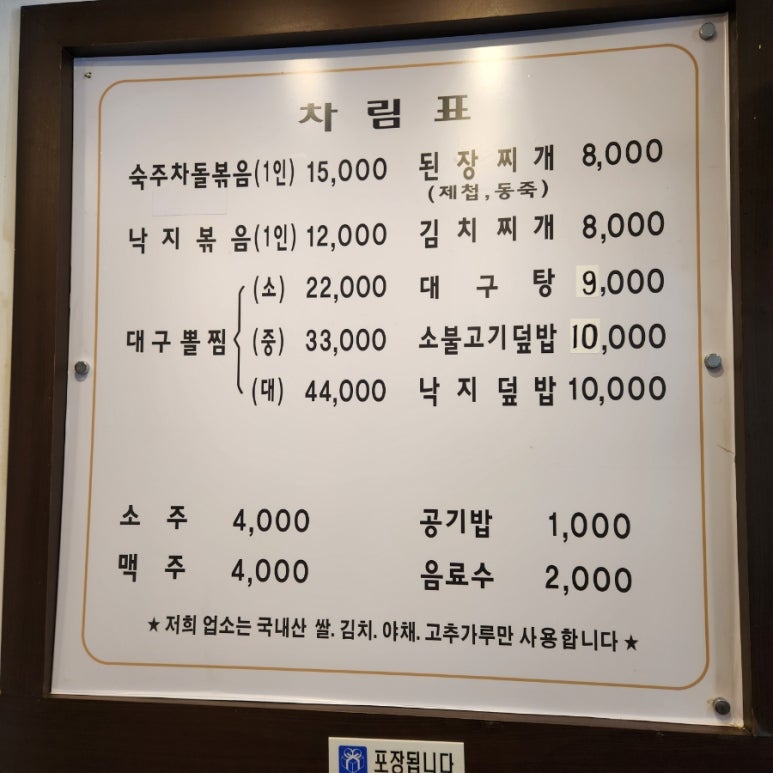 차림표
숙주차돌볶음(1인) 15,000
낙지볶음(1인) 12,000
대구뽈찜 (소) 22,000
(중) 33,000
(대) 44,000
된장찌개 8,000
(제첩,동죽)
김치찌개 8,000
대구탕 9,000
소불고기덮밥 10,000
낙지덮밥 10,000
소주 4,000
맥주 4,000
공기밥 1,000
음료수 2,000
★저희 업소는 국내산 쌀. 김치. 야채. 고추가루만 사용합니다★
포장됩니다